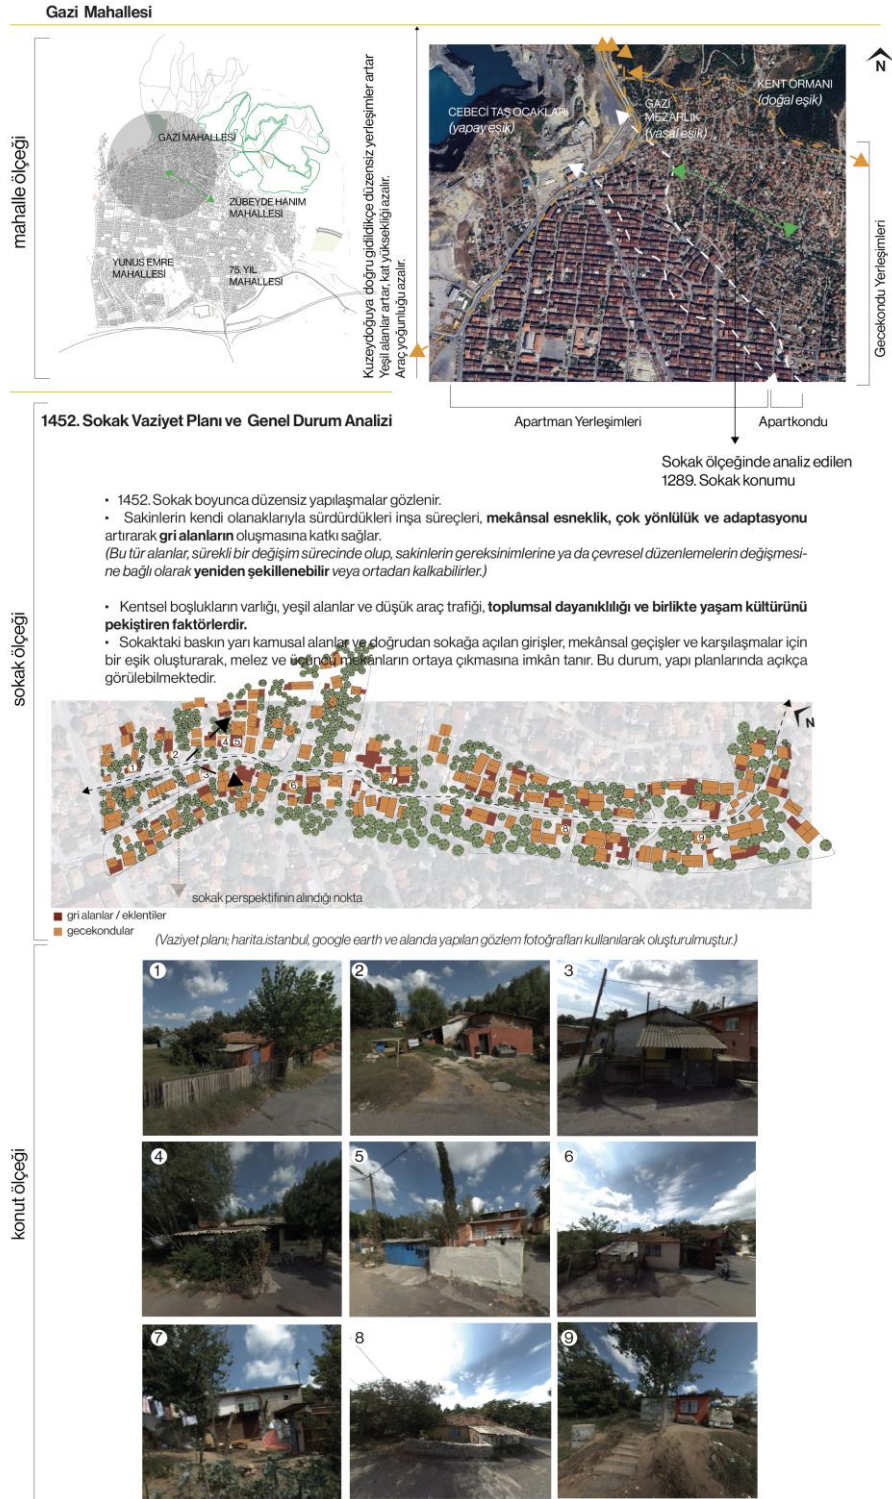 Gazi Mahallesi
mahalle ölçeği
GAZİ MAHALLESİ
ZÜBEYDE HANIM
MAHALLESİ
YUNUS EMRE
MAHALLESİ
75. YIL
MAHALLESİ
Kuzeydoğuya doğru gidildikçe düzensiz yerleşimler artar
Yeşil alanlar artar, kat yüksekliği azalır.
Araç yoğunluğu azalır.
CEBECİ TAŞ OCAKLARI
(yapay eşik)
GAZİ
MEZARLIK
(yasal eşik)
KENT ORMANI
(doğal eşik)
N
Gecekondu Yerleşimleri
Apartman Yerleşimleri
Apartkondu
Sokak ölçeğinde analiz edilen
1289. Sokak konumu
sokak ölçeği
1452. Sokak Vaziyet Planı ve Genel Durum Analizi
• 1452. Sokak boyunca düzensiz yapılaşmalar gözlenir.
• Sakinlerin kendi olanaklarıyla sürdürdükleri inşa süreçleri, mekânsal esneklik, çok yönlülük ve adaptasyonu
artırarak gri alanların oluşmasına katkı sağlar.
(Bu tür alanlar, sürekli bir değişim sürecinde olup, sakinlerin gereksinimlerine ya da çevresel düzenlemelerin değişmesi-
ne bağlı olarak yeniden şekillenebilir veya ortadan kalkabilirler.)
• Kentsel boşlukların varlığı, yeşil alanlar ve düşük araç trafiği, toplumsal dayanıklılığı ve birlikte yaşam kültürünü
pekiştiren faktörlerdir.
• Sokaktaki baskın yarı kamusal alanlar ve doğrudan sokağa açılan girişler, mekânsal geçişler ve karşılaşmalar için
bir eşik oluşturarak, melez ve üçüncü mekânların ortaya çıkmasına imkân tanır. Bu durum, yapı planlarında açıkça
görülebilmektedir.
N
1
2
3
4
5
6
7
8
9
sokak perspektifinin alındığı nokta
gri alanlar / eklentiler
gecekondular
(Vaziyet planı; harita.istanbul, google earth ve alanda yapılan gözlem fotoğrafları kullanılarak oluşturulmuştur.)
konut ölçeği
1
2
3
4
5
6
7
8
9